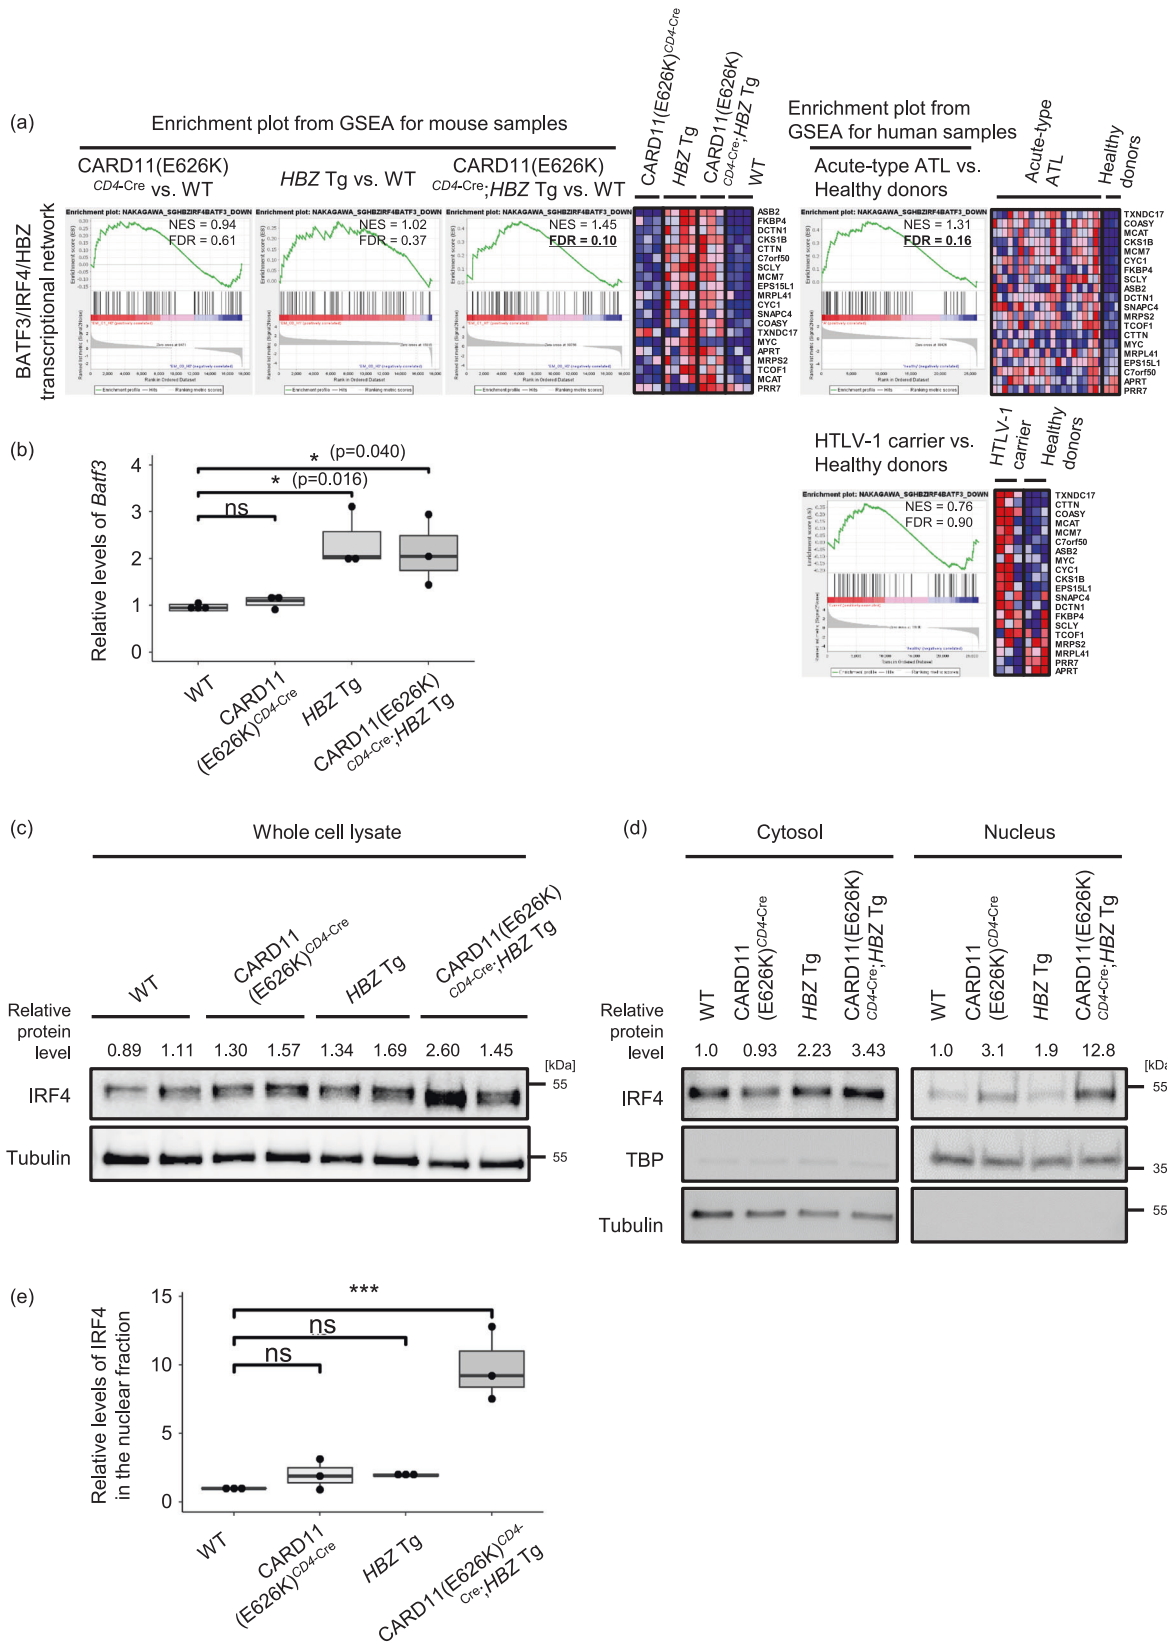 (a)
Enrichment plot from GSEA for mouse samples
CARD11(E626K)
CD4-Cre vs. WT
HBZ Tg vs. WT
CARD11(E626K)
CD4-Cre;HBZ Tg vs. WT
CARD11(E626K)CD4-Cre
HBZ Tg
CARD11(E626K)
CD4-Cre;HBZ Tg
WT
Enrichment plot from
GSEA for human samples
Acute-type ATL vs.
Healthy donors
Acute-type
ATL
Healthy
donors
BATF3/IRF4/HBZ
transcriptional network
Enrichment plot: NAKAGAWA_SGHBZIRF4BATF3_DOWN
NES = 0.94
FDR = 0.61
Enrichment plot: NAKAGAWA_SGHBZIRF4BATF3_DOWN
NES = 1.02
FDR = 0.37
Enrichment plot: NAKAGAWA_SGHBZIRF4BATF3_DOWN
NES = 1.45
FDR = 0.10
ASB2
FKBP4
DCTN1
CKS1B
CTTN
C7orf50
SCLY
MCM7
EPS15L1
MRPL41
CYC1
SNAPC4
COASY
TXNDC17
MYC
APRT
MRPS2
TCOF1
MCAT
PRR7
Enrichment plot: NAKAGAWA_SGHBZIRF4BATF3_DOWN
NES = 1.31
FDR = 0.16
TXNDC17
COASY
MCAT
CKS1B
MCM7
CYC1
FKBP4
SCLY
ASB2
DCTN1
SNAPC4
MRPS2
TCOF1
CTTN
MYC
MRPL41
EPS15L1
C7orf50
APRT
PRR7
HTLV-1 carrier vs.
Healthy donors
HTLV-1
carrier
Healthy
donors
Enrichment plot: NAKAGAWA_SGHBZIRF4BATF3_DOWN
NES = 0.76
FDR = 0.90
TXNDC17
CTTN
COASY
MCAT
MCM7
C7orf50
ASB2
MYC
CYC1
CKS1B
EPS15L1
SNAPC4
DCTN1
FKBP4
SCLY
TCOF1
MRPS2
MRPL41
PRR7
APRT
(b)
Relative levels of Batf3
4
3
2
1
0
* (p=0.040)
* (p=0.016)
ns
WT
CARD11
(E626K)CD4-Cre
HBZ Tg
CARD11(E626K)
CD4-Cre;HBZ Tg
(c)
Whole cell lysate
WT
CARD11
(E626K)CD4-Cre
HBZ Tg
CARD11(E626K)
CD4-Cre;HBZ Tg
Relative
protein
level
0.89 1.11 1.30 1.57 1.34 1.69 2.60 1.45
[kDa]
IRF4
55
Tubulin
55
(d)
Cytosol
Nucleus
WT
CARD11
(E626K)CD4-Cre
HBZ Tg
CARD11(E626K)
CD4-Cre;HBZ Tg
WT
CARD11
(E626K)CD4-Cre
HBZ Tg
CARD11(E626K)
CD4-Cre;HBZ Tg
Relative
protein
level
1.0 0.93 2.23 3.43
1.0 3.1 1.9 12.8
[kDa
IRF4
55
TBP
35
Tubulin
55
(e)
Relative levels of IRF4
in the nuclear fraction
15
10
5
0
***
ns
ns
WT
CARD11
(E626K)CD4-Cre
HBZ Tg
CARD11(E626K)CD4-
Cre;HBZ Tg